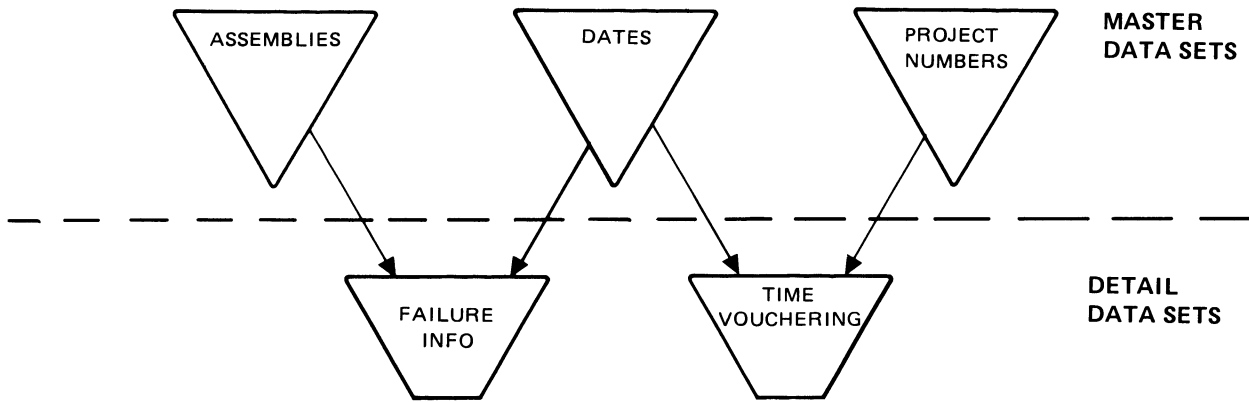 ASSEMBLIES
DATES
PROJECT
NUMBERS
MASTER
DATA SETS
FAILURE
INFO
TIME
VOUCHERING
DETAIL
DATA SETS